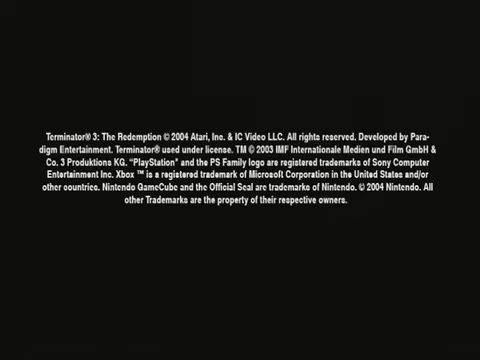 Terminator® 3: The Redemption © 2004 Atari, Inc. & IC Video LLC. All rights reserved. Developed by Para-
digm Entertainment. Terminator® used under license. TM © 2003 IMF Internationale Medien und Film GmbH &
Co. 3 Produktions KG. “PlayStation" and the PS Family logo are registered trademarks of Sony Computer
Entertainment Inc. Xbox ™ is a registered trademark of Microsoft Corporation in the United States and/or
other countries. Nintendo GameCube and the Official Seal are trademarks of Nintendo. © 2004 Nintendo. All
other Trademarks are the property of their respective owners.